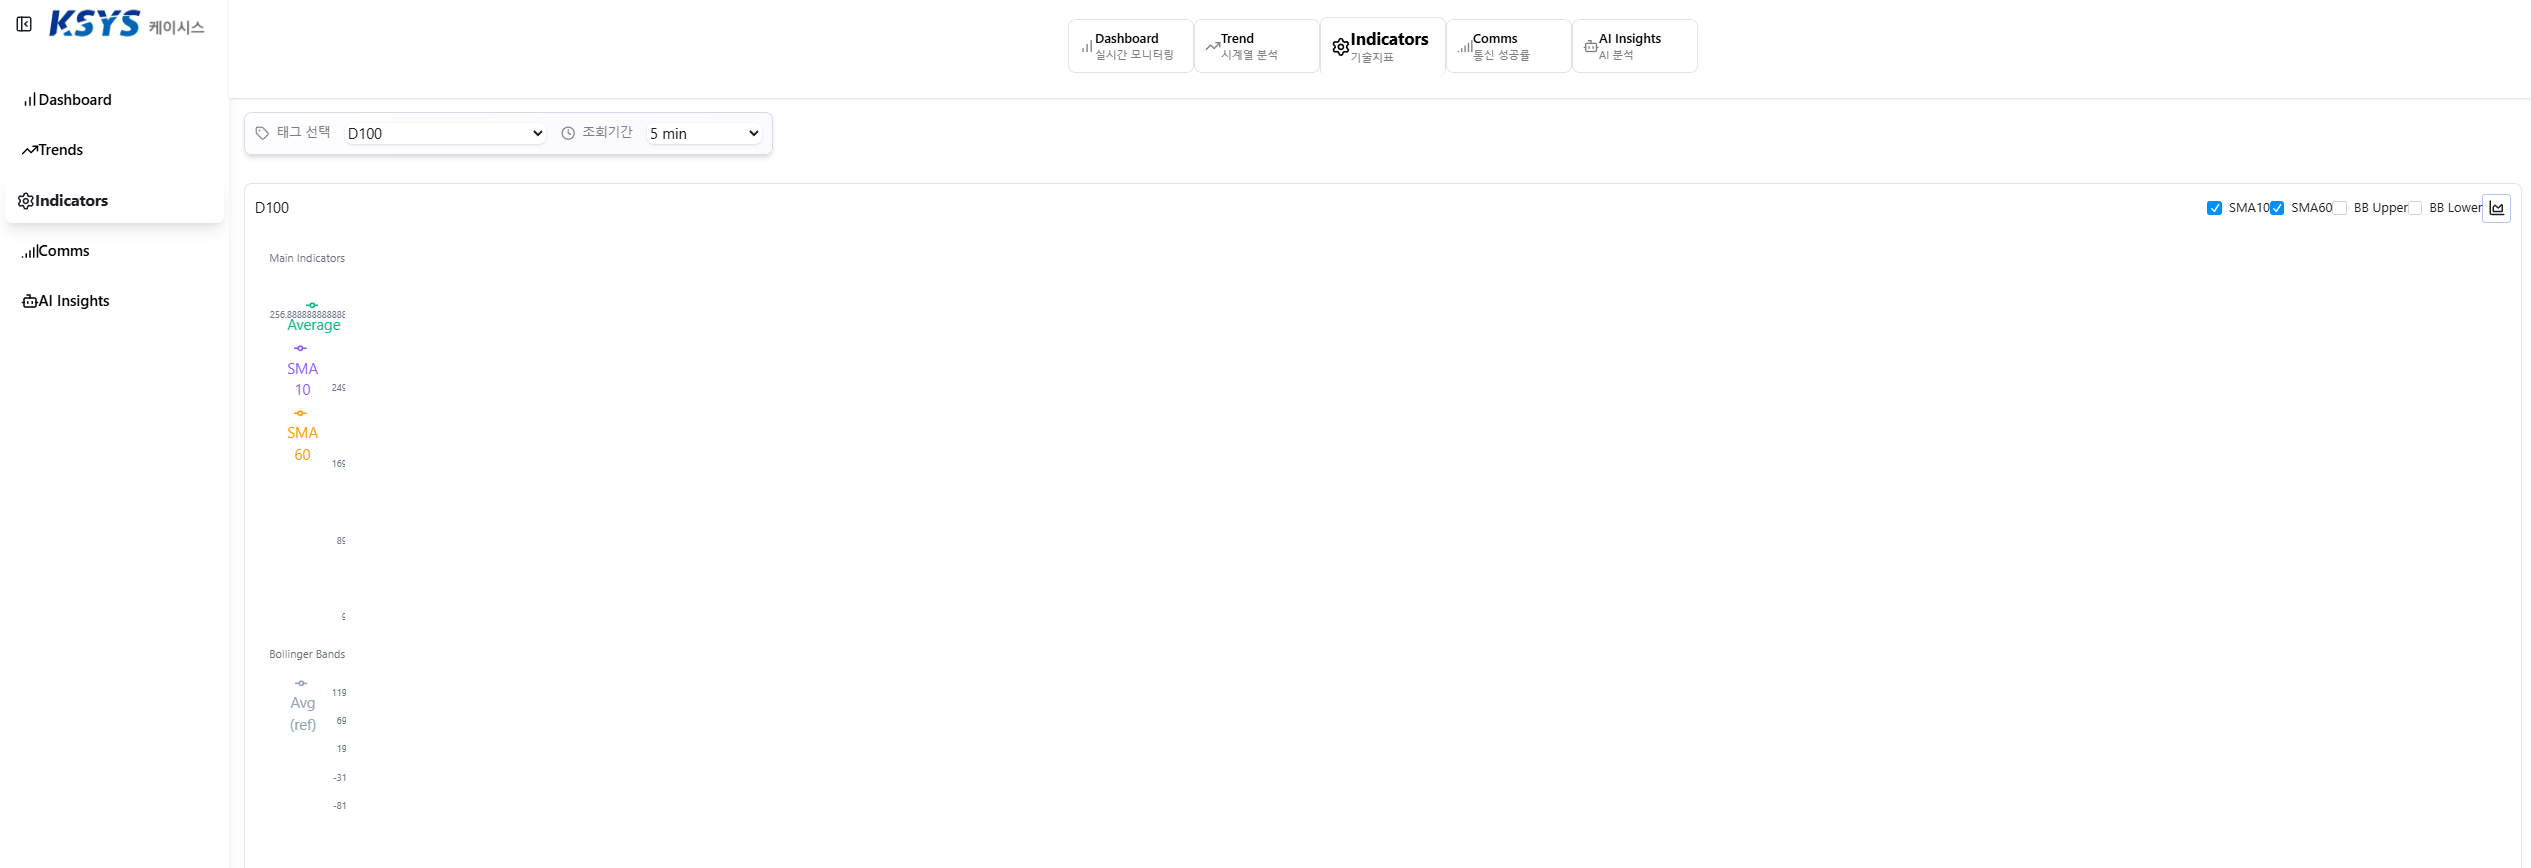 KSYS 케이시스
Dashboard
실시간 모니터링
Trend
시계열 분석
Indicators
기술지표
Comms
통신 성공률
AI Insights
AI 분석
Dashboard
Trends
Indicators
Comms
AI Insights
태그 선택 D100 조회기간 5 min
D100 SMA10 SMA60 BB Upper BB Lower
Main Indicators
256.888888888888
Average
SMA
10
249
SMA
60
169
89
9
Bollinger Bands
119
Avg
(ref)
69
19
-31
-81